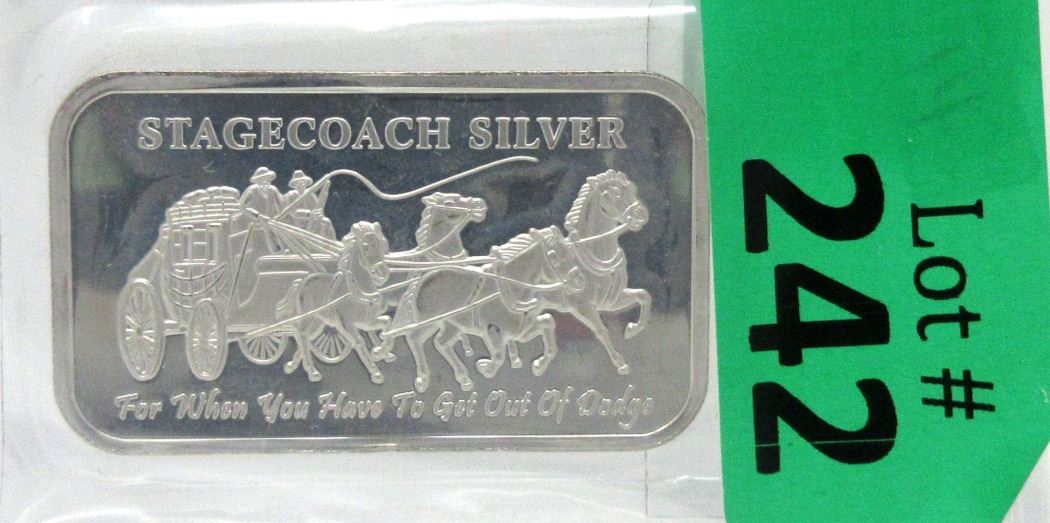 STAGECOACH SILVER
For When You Have To Get Out Of Dodge
Lot #
242